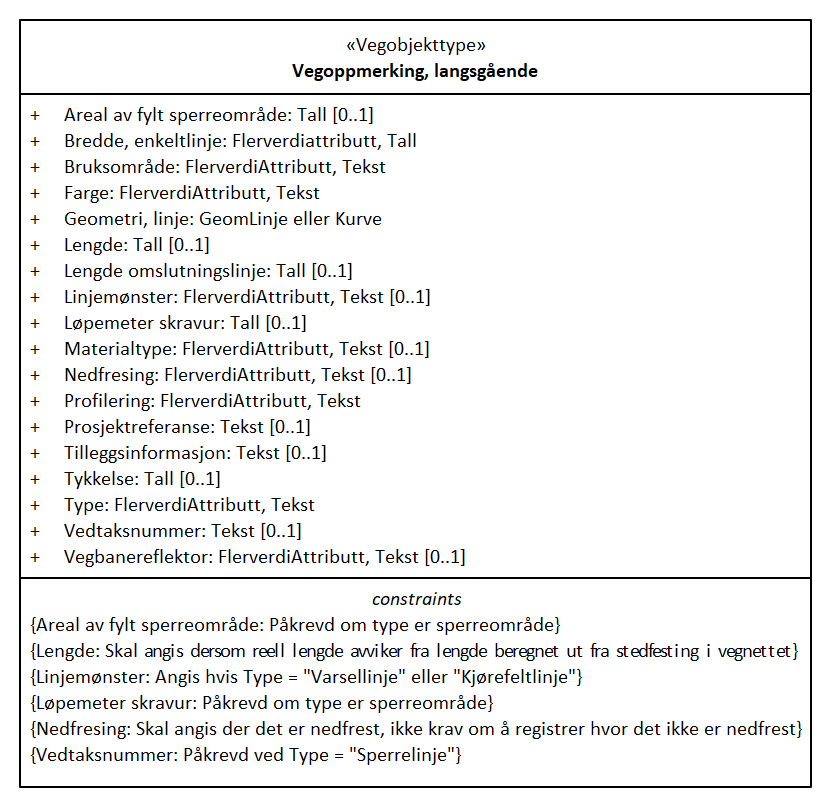 «Vegobjekttype»
Vegoppmerking, langsgående
+ Areal av fylt sperreområde: Tall [0..1]
+ Bredde, enkeltlinje: Flerverdiattributt, Tall
+ Bruksområde: FlerverdiAttributt, Tekst
+ Farge: FlerverdiAttributt, Tekst
+ Geometri, linje: GeomLinje eller Kurve
+ Lengde: Tall [0..1]
+ Lengde omslutningslinje: Tall [0..1]
+ Linjemønster: FlerverdiAttributt, Tekst [0..1]
+ Løpemeter skravur: Tall [0..1]
+ Materialtype: FlerverdiAttributt, Tekst [0..1]
+ Nedfresing: FlerverdiAttributt, Tekst [0..1]
+ Profilering: FlerverdiAttributt, Tekst
+ Prosjektreferanse: Tekst [0..1]
+ Tilleggsinformasjon: Tekst [0..1]
+ Tykkelse: Tall [0..1]
+ Type: FlerverdiAttributt, Tekst
+ Vedtaksnummer: Tekst [0..1]
+ Vegbanereflektor: FlerverdiAttributt, Tekst [0..1]
constraints
{Areal av fylt sperreområde: Påkrevd om type er sperreområde}
{Lengde: Skal angis dersom reell lengde avviker fra lengde beregnet ut fra stedfesting i vegnettet}
{Linjemønster: Angis hvis Type = "Varsellinje" eller "Kjørefeltlinje"}
{Løpemeter skravur: Påkrevd om type er sperreområde}
{Nedfresing: Skal angis der det er nedfrest, ikke krav om å registrer hvor det ikke er nedfrest}
{Vedtaksnummer: Påkrevd ved Type = "Sperrelinje"}